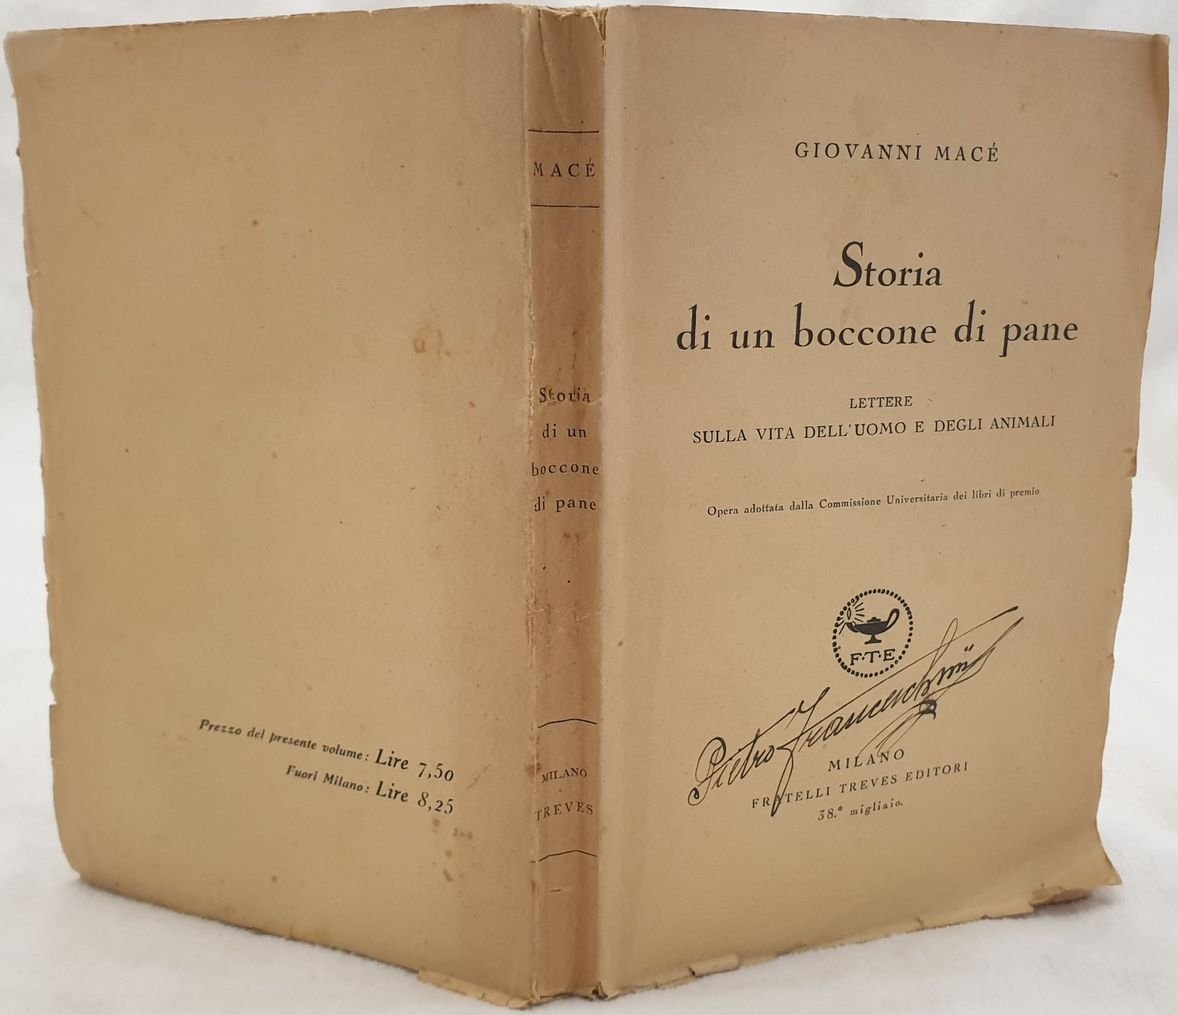 Prezzo del presente volume: Lire 7,50
Fuori Milano: Lire 8,25
MACÉ
Storia
di un
boccone
di pane
MILANO
TREVES
GIOVANNI MACÉ
Storia
di un boccone di pane
LETTERE
SULLA VITA DELL'UOMO E DEGLI ANIMALI
Opera adottata dalla Commissione Universitaria dei libri di premio
F·T·E
Pietro Franceschini
MILANO
FRATELLI TREVES EDITORI
38.º migliaio.